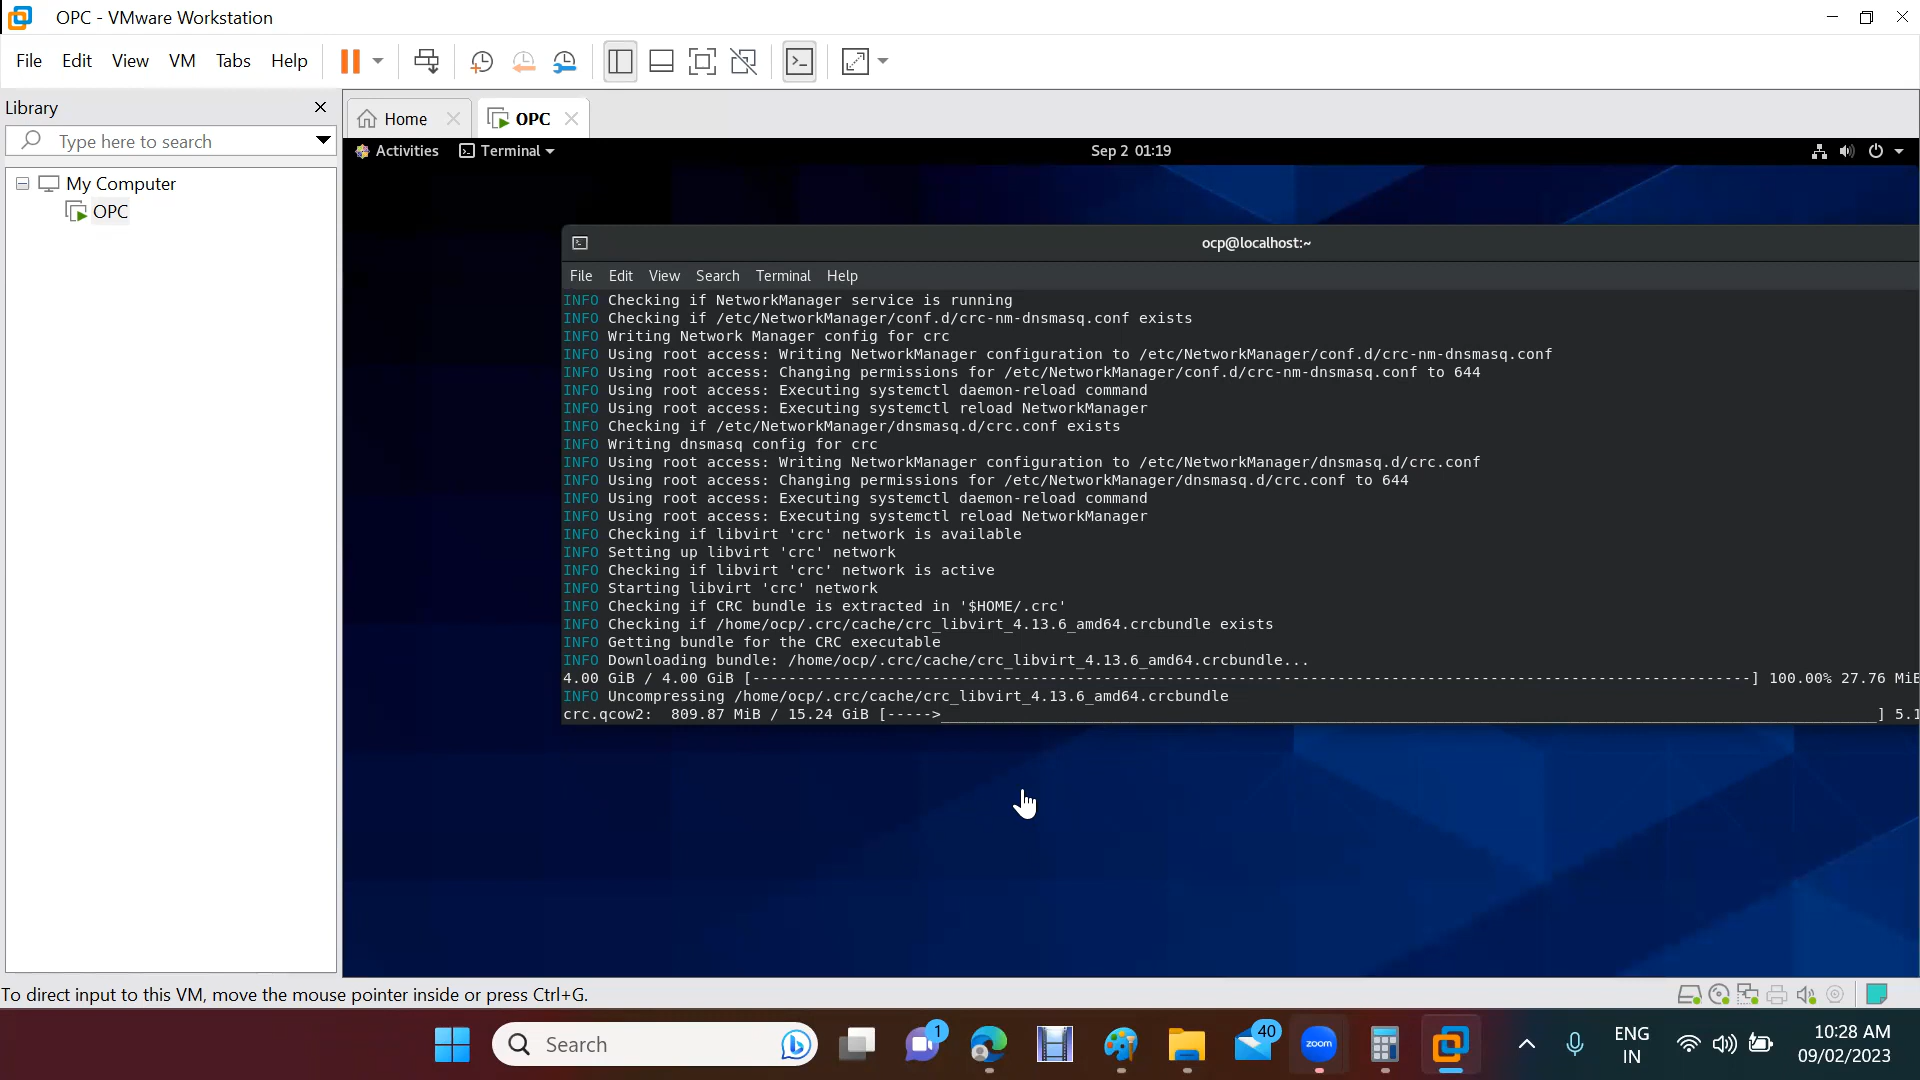 OPC - VMware Workstation
File Edit View VM Tabs Help
Library
Type here to search
My Computer
OPC
Home
OPC
Activities Terminal
Sep 2 01:19
ocp@localhost:~
File Edit View Search Terminal Help
INFO Checking if NetworkManager service is running
INFO Checking if /etc/NetworkManager/conf.d/crc-nm-dnsmasq.conf exists
INFO Writing Network Manager config for crc
INFO Using root access: Writing NetworkManager configuration to /etc/NetworkManager/conf.d/crc-nm-dnsmasq.conf
INFO Using root access: Changing permissions for /etc/NetworkManager/conf.d/crc-nm-dnsmasq.conf to 644
INFO Using root access: Executing systemctl daemon-reload command
INFO Using root access: Executing systemctl reload NetworkManager
INFO Checking if /etc/NetworkManager/dnsmasq.d/crc.conf exists
INFO Writing dnsmasq config for crc
INFO Using root access: Writing NetworkManager configuration to /etc/NetworkManager/dnsmasq.d/crc.conf
INFO Using root access: Changing permissions for /etc/NetworkManager/dnsmasq.d/crc.conf to 644
INFO Using root access: Executing systemctl daemon-reload command
INFO Using root access: Executing systemctl reload NetworkManager
INFO Checking if libvirt 'crc' network is available
INFO Setting up libvirt 'crc' network
INFO Checking if libvirt 'crc' network is active
INFO Starting libvirt 'crc' network
INFO Checking if CRC bundle is extracted in '$HOME/.crc'
INFO Checking if /home/ocp/.crc/cache/crc_libvirt_4.13.6_amd64.crcbundle exists
INFO Getting bundle for the CRC executable
INFO Downloading bundle: /home/ocp/.crc/cache/crc_libvirt_4.13.6_amd64.crcbundle...
4.00 GiB / 4.00 GiB [---------------------------------------------------------------------------------------------------------------] 100.00% 27.76 MiB
INFO Uncompressing /home/ocp/.crc/cache/crc_libvirt_4.13.6_amd64.crcbundle
crc.qcow2: 809.87 MiB / 15.24 GiB [----->________________________________________________________________________________________________________] 5.1
To direct input to this VM, move the mouse pointer inside or press Ctrl+G.
Search
1
40
zoom
ENG
IN
10:28 AM
09/02/2023